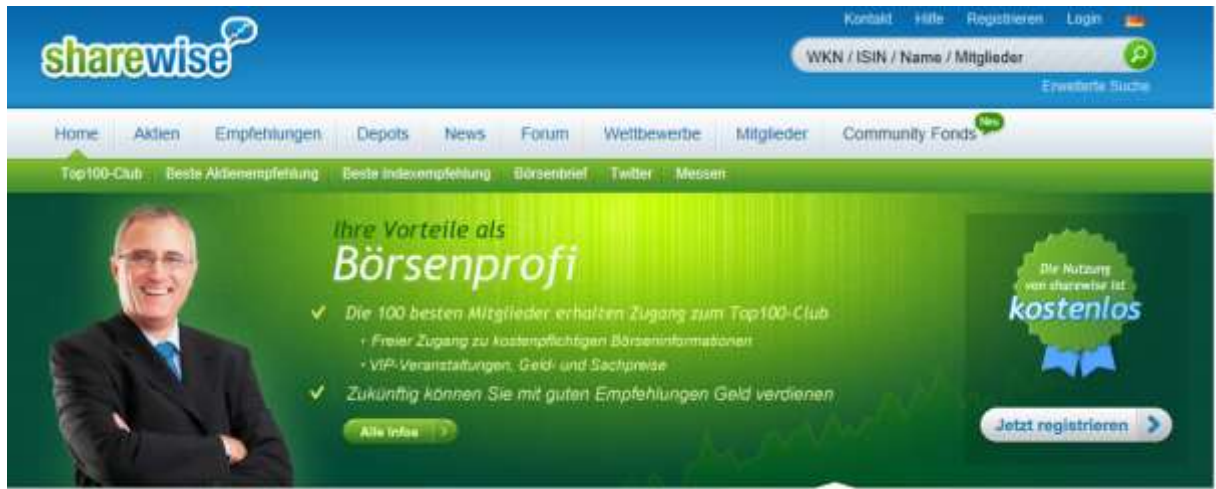 sharewise
Kontakt Hilfe Registrieren Login
WKN / ISIN / Name / Mitglieder
Erweiterte Suche
Home Aktien Empfehlungen Depots News Forum Wettbewerbe Mitglieder Community Fonds Neu
Top100-Club Beste Aktienempfehlung Beste Indexempfehlung Börsenbrief Twitter Messen
Ihre Vorteile als
Börsenprofi
Die 100 besten Mitglieder erhalten Zugang zum Top100-Club
• Freier Zugang zu kostenpflichtigen Börseninformationen
• VIP-Veranstaltungen, Geld- und Sachpreise
Zukünftig können Sie mit guten Empfehlungen Geld verdienen
Alle Infos
Die Nutzung
von sharewise ist
kostenlos
Jetzt registrieren